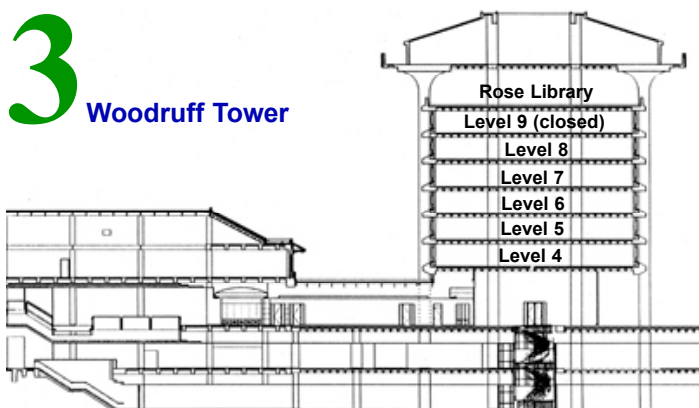 3
Woodruff Tower
Rose Library
Level 9 (closed)
Level 8
Level 7
Level 6
Level 5
Level 4